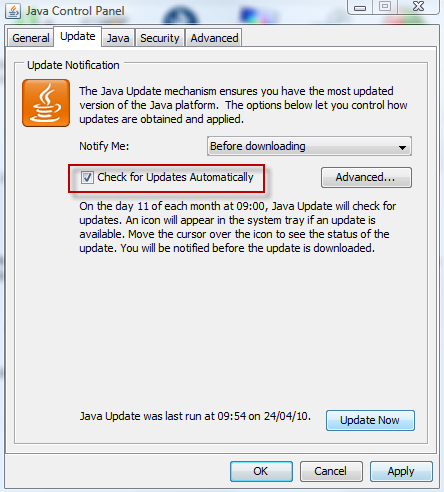 Java Control Panel
General Update Java Security Advanced
Update Notification
The Java Update mechanism ensures you have the most updated
version of the Java platform. The options below let you control how
updates are obtained and applied.
Notify Me: Before downloading
Check for Updates Automatically Advanced...
On the day 11 of each month at 09:00, Java Update will check for
updates. An icon will appear in the system tray if an update is
available. Move the cursor over the icon to see the status of the
update. You will be notified before the update is downloaded.
Java Update was last run at 09:54 on 24/04/10. Update Now
OK Cancel Apply